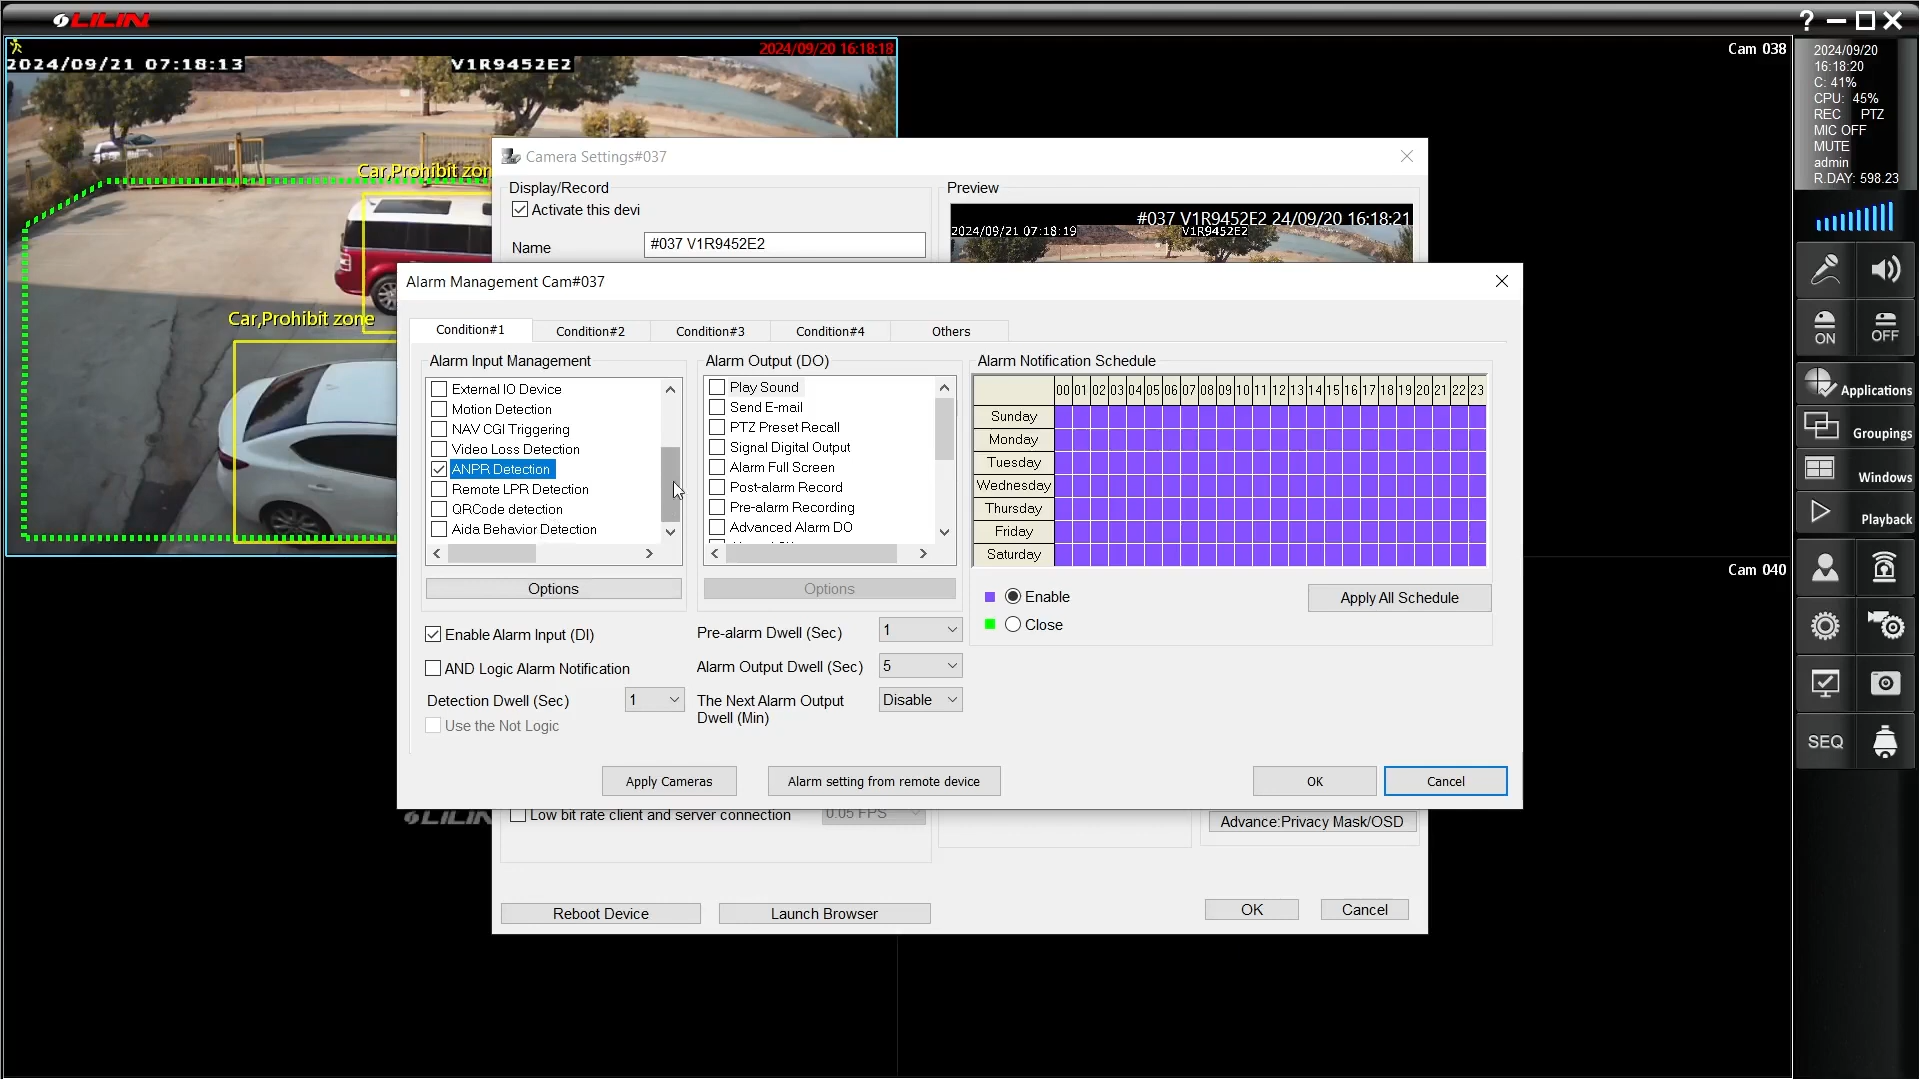 LILIN
?
2024/09/20 16:18:18
2024/09/21 07:18:13
V1R9452E2
Cam 038
2024/09/20
16:18:20
C: 41%
CPU: 45%
REC PTZ
MIC OFF
MUTE
admin
R.DAY: 598.23
Car,Prohibit zon
Car,Prohibit zone
Camera Settings#037
Display/Record
Activate this devi
Name
#037 V1R9452E2
Preview
#037 V1R9452E2 24/09/20 16:18:21
2024/09/21 07:18:19
V1R9452E2
Alarm Management Cam#037
Condition#1
Condition#2
Condition#3
Condition#4
Others
Alarm Input Management
External IO Device
Motion Detection
NAV CGI Triggering
Video Loss Detection
ANPR Detection
Remote LPR Detection
QRCode detection
Aida Behavior Detection
Options
Enable Alarm Input (DI)
AND Logic Alarm Notification
Detection Dwell (Sec)
1
Use the Not Logic
Alarm Output (DO)
Play Sound
Send E-mail
PTZ Preset Recall
Signal Digital Output
Alarm Full Screen
Post-alarm Record
Pre-alarm Recording
Advanced Alarm DO
Options
Pre-alarm Dwell (Sec)
1
Alarm Output Dwell (Sec)
5
The Next Alarm Output
Dwell (Min)
Disable
Alarm Notification Schedule
00 01 02 03 04 05 06 07 08 09 10 11 12 13 14 15 16 17 18 19 20 21 22 23
Sunday
Monday
Tuesday
Wednesday
Thursday
Friday
Saturday
Enable
Close
Apply All Schedule
Apply Cameras
Alarm setting from remote device
OK
Cancel
LILIN
Low bit rate client and server connection
0.05 FPS
Advance:Privacy Mask/OSD
Reboot Device
Launch Browser
OK
Cancel
Cam 040
ON
OFF
Applications
Groupings
Windows
Playback
SEQ